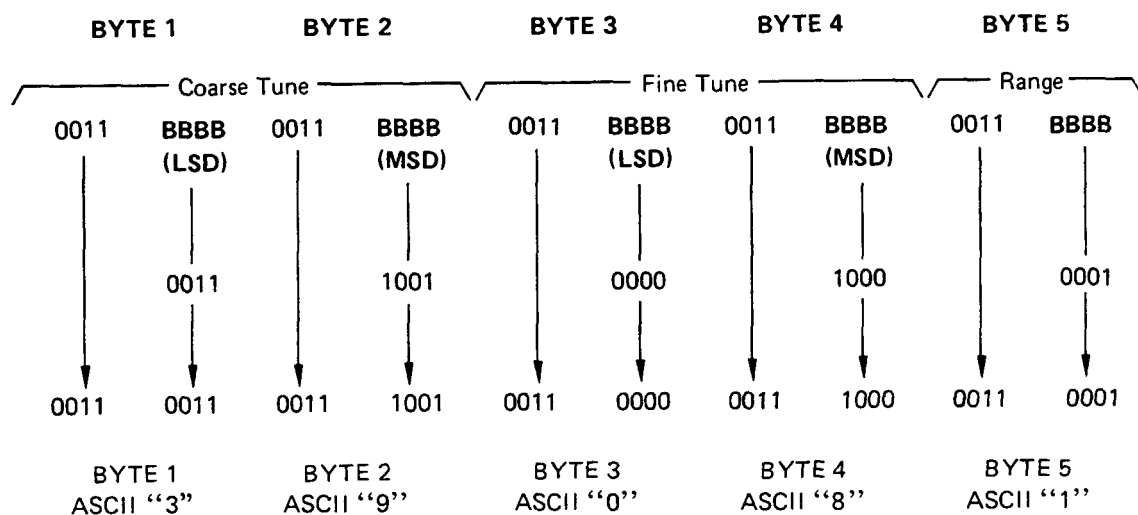 BYTE 1 BYTE 2 BYTE 3 BYTE 4 BYTE 5
Coarse Tune Fine Tune Range
0011 BBBB 0011 BBBB 0011 BBBB 0011 BBBB 0011 BBBB
(LSD) (MSD) (LSD) (MSD)
0011 1001 0000 1000 0001
0011 0011 0011 1001 0011 0000 0011 1000 0011 0001
BYTE 1 BYTE 2 BYTE 3 BYTE 4 BYTE 5
ASCII “3” ASCII “9” ASCII “0” ASCII “8” ASCII “1”